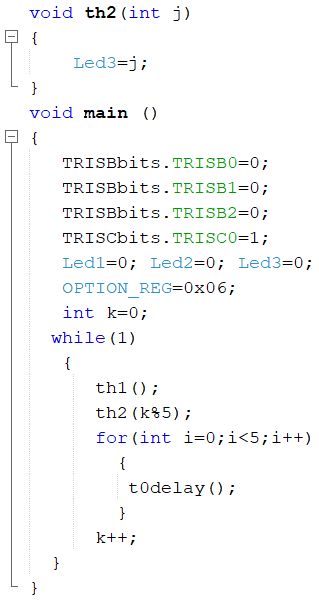 void th2(int j)
{
Led3=j;
}
void main ()
{
TRISBbits.TRISB0=0;
TRISBbits.TRISB1=0;
TRISBbits.TRISB2=0;
TRISCbits.TRISC0=1;
Led1=0; Led2=0; Led3=0;
OPTION_REG=0x06;
int k=0;
while(1)
{
th1();
th2(k%5);
for(int i=0;i<5;i++)
{
t0delay();
}
k++;
}
}